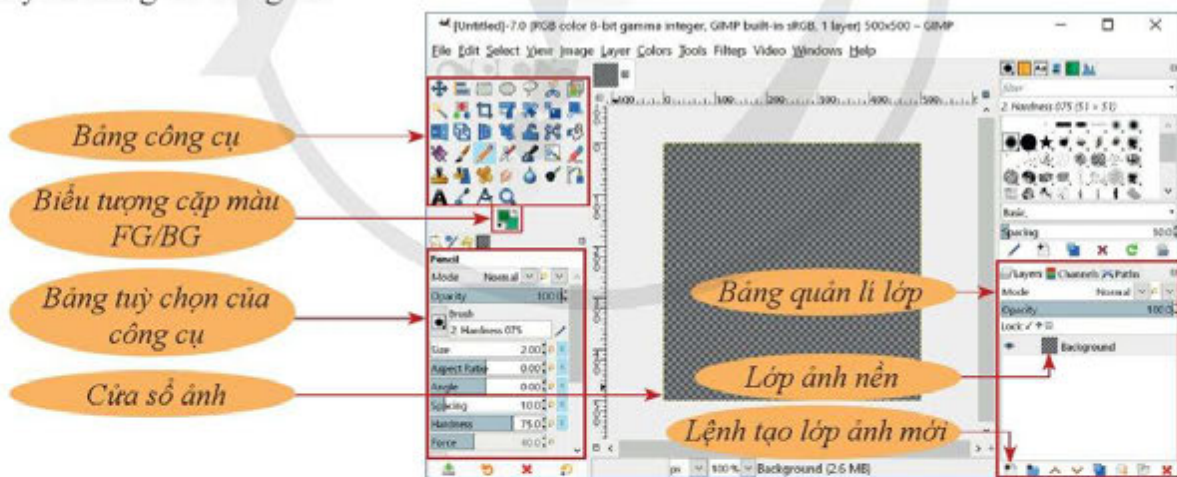 [Untitled]-7.0 (RGB color 8-bit gamma integer, GIMP built-in sRGB, 1 layer) 500x500 – GIMP
File Edit Select View Image Layer Colors Tools Filters Video Windows Help
Bảng công cụ
Biểu tượng cặp màu
FG/BG
Bảng tuỳ chọn của
công cụ
Cửa sổ ảnh
Pencil
Mode Normal
Opacity 100.0
Brush
2. Hardness 075
Size 2.00
Aspect Ratio 0.00
Angle 0.00
Spacing 10.0
Hardness 75.0
Force
px 100 % Background (2.6 MB)
filter
2. Hardness 075 (51 × 51)
Basic,
Spacing 10.0
Bảng quản lí lớp
Lớp ảnh nền
Lệnh tạo lớp ảnh mới
Layers Channels Paths
Mode Normal
Opacity 100.0
Lock:
Background